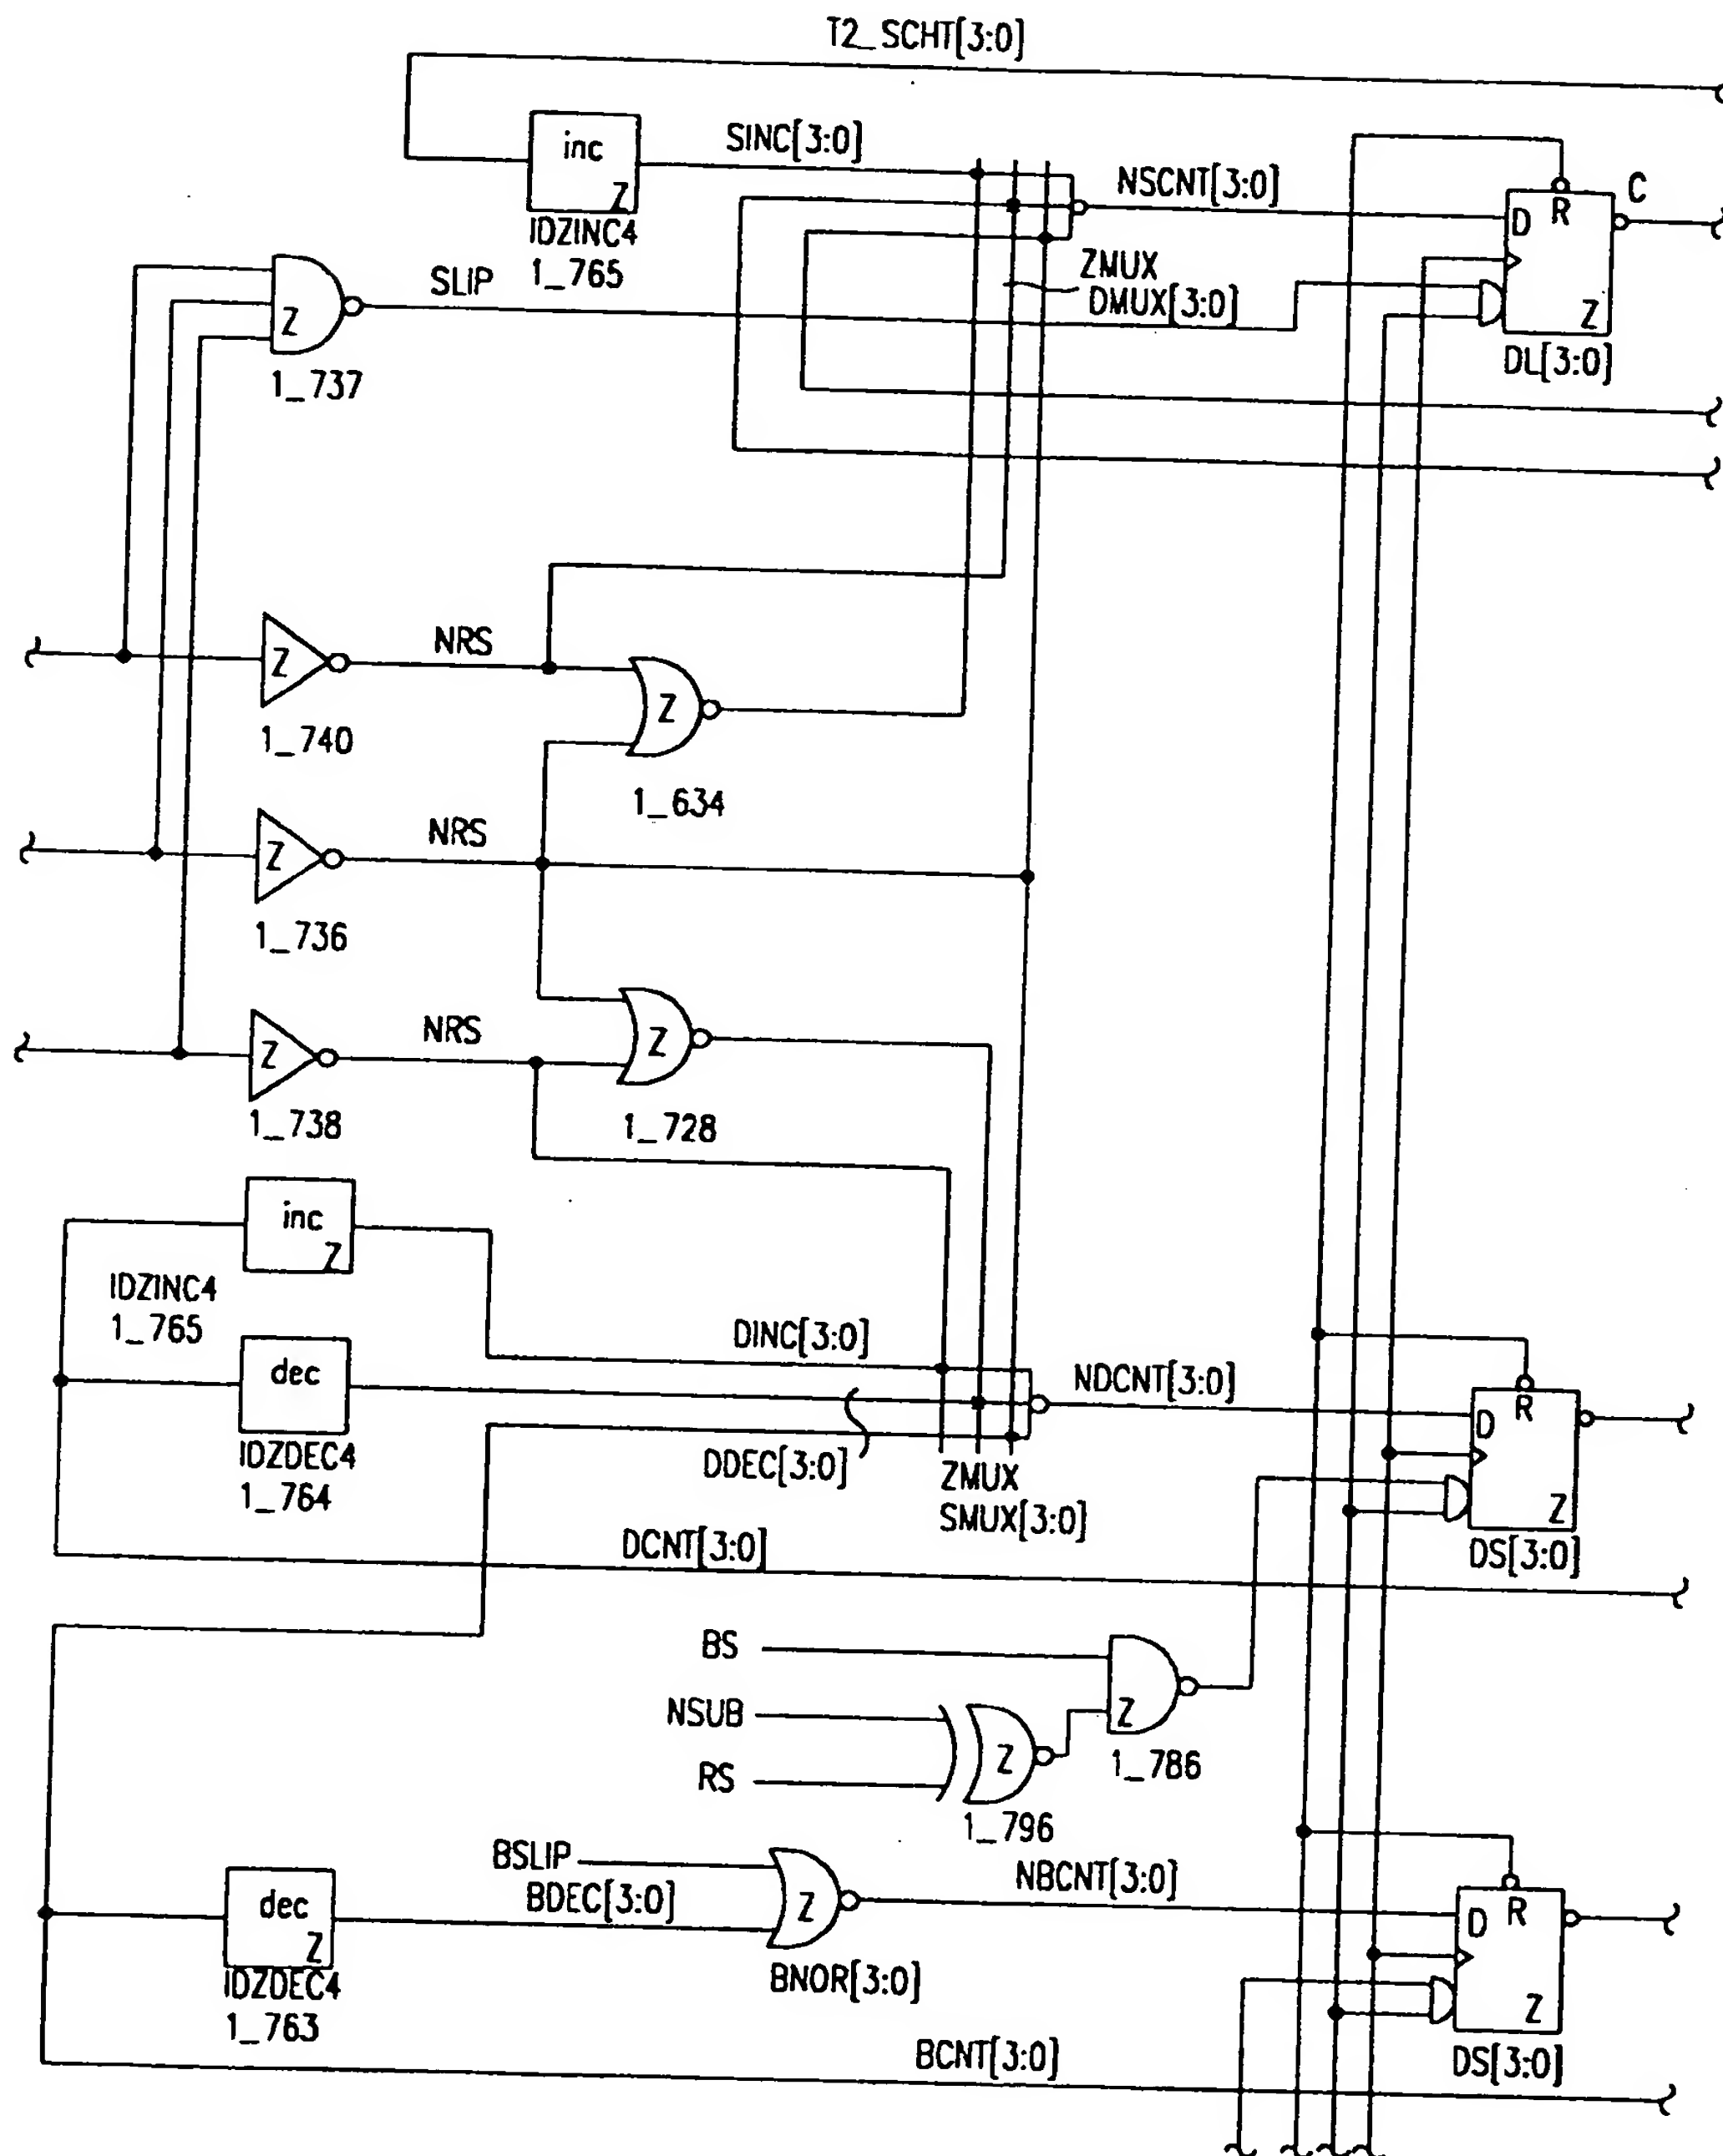 T2_SCHT[3:0]
inc
Z
IDZINC4
1_765
SINC[3:0]
NSCNT[3:0]
D
R
C
Z
DL[3:0]
ZMUX
DMUX[3:0]
SLIP
Z
1_737
Z
NRS
1_740
Z
1_634
Z
NRS
1_736
Z
NRS
1_738
Z
1_728
inc
Z
IDZINC4
1_765
dec
IDZDEC4
1_764
DINC[3:0]
DDEC[3:0]
ZMUX
SMUX[3:0]
NDCNT[3:0]
D
R
Z
DS[3:0]
DCNT[3:0]
BS
NSUB
RS
Z
1_786
Z
1_796
BSLIP
BDEC[3:0]
dec
Z
IDZDEC4
1_763
Z
BNOR[3:0]
NBCNT[3:0]
D
R
Z
DS[3:0]
BCNT[3:0]